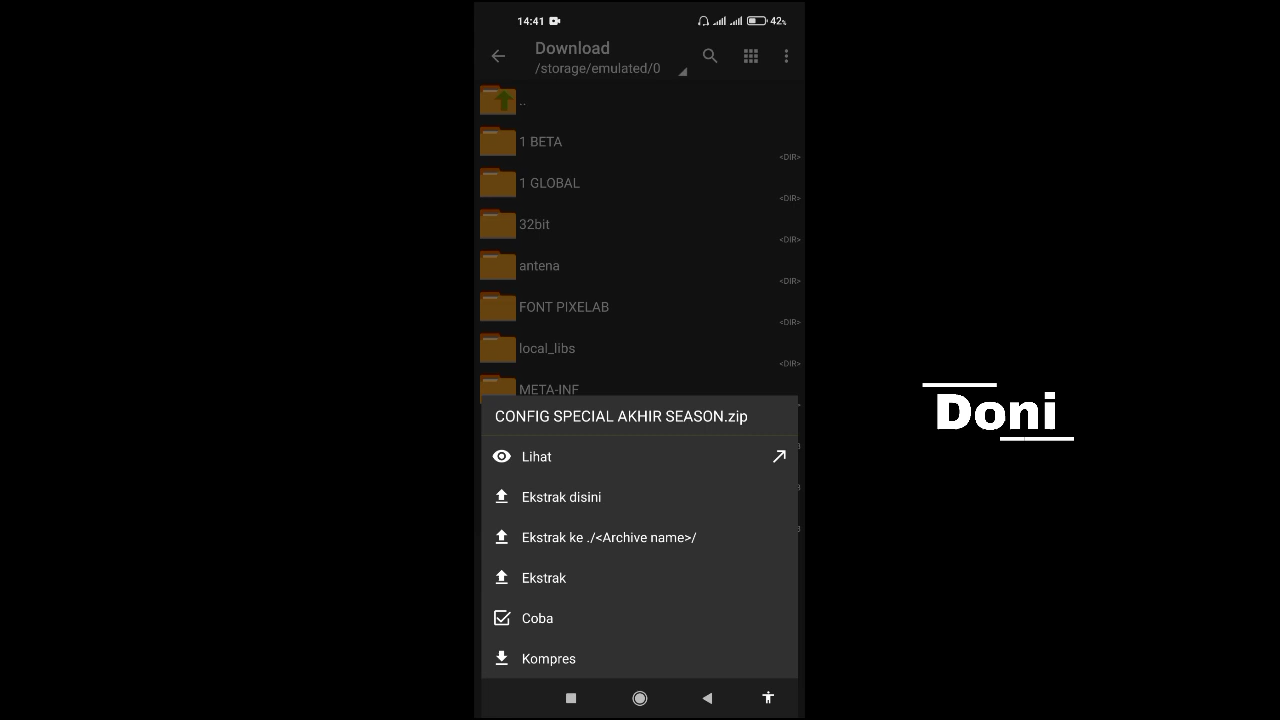 14:41
42%
Download
/storage/emulated/0
..
1 BETA
<DIR>
1 GLOBAL
<DIR>
32bit
<DIR>
antena
<DIR>
FONT PIXELAB
<DIR>
local_libs
<DIR>
META-INF
CONFIG SPECIAL AKHIR SEASON.zip
Lihat
Ekstrak disini
Ekstrak ke ./<Archive name>/
Ekstrak
Coba
Kompres
Doni